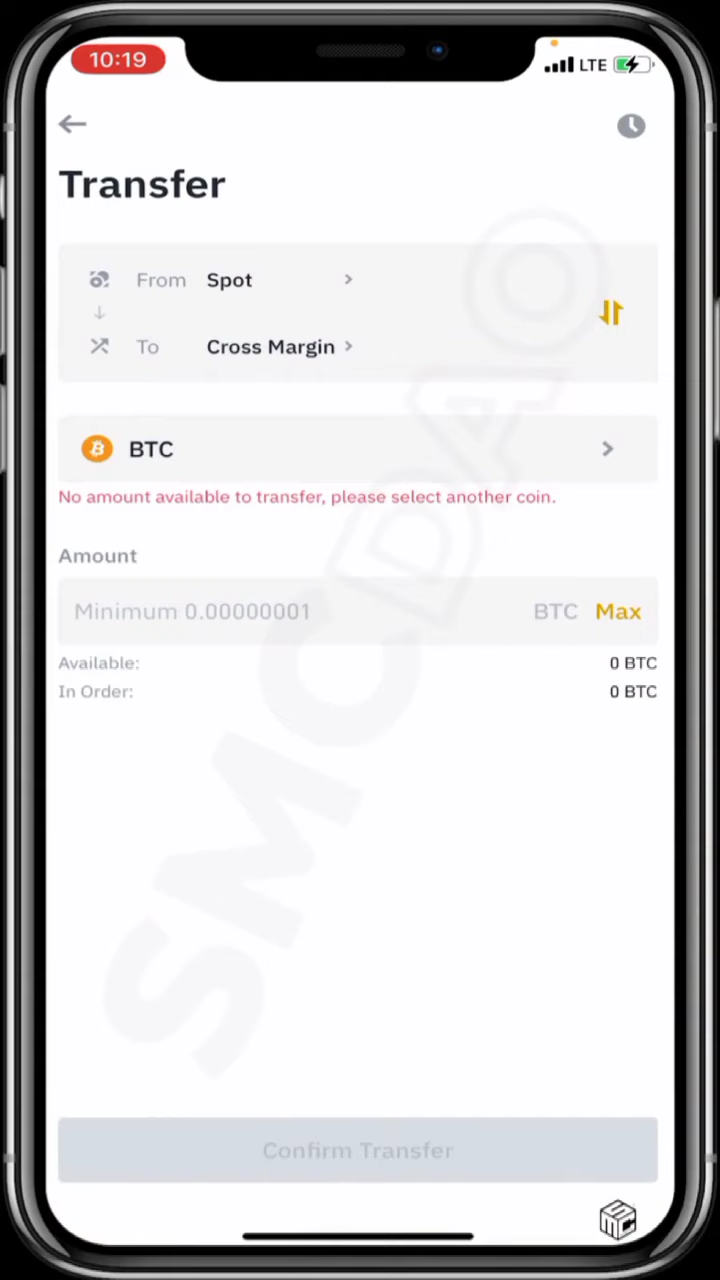 10:19
LTE
Transfer
From Spot
To Cross Margin
BTC
No amount available to transfer, please select another coin.
Amount
Minimum 0.00000001 BTC Max
Available: 0 BTC
In Order: 0 BTC
SMCDAO
Confirm Transfer